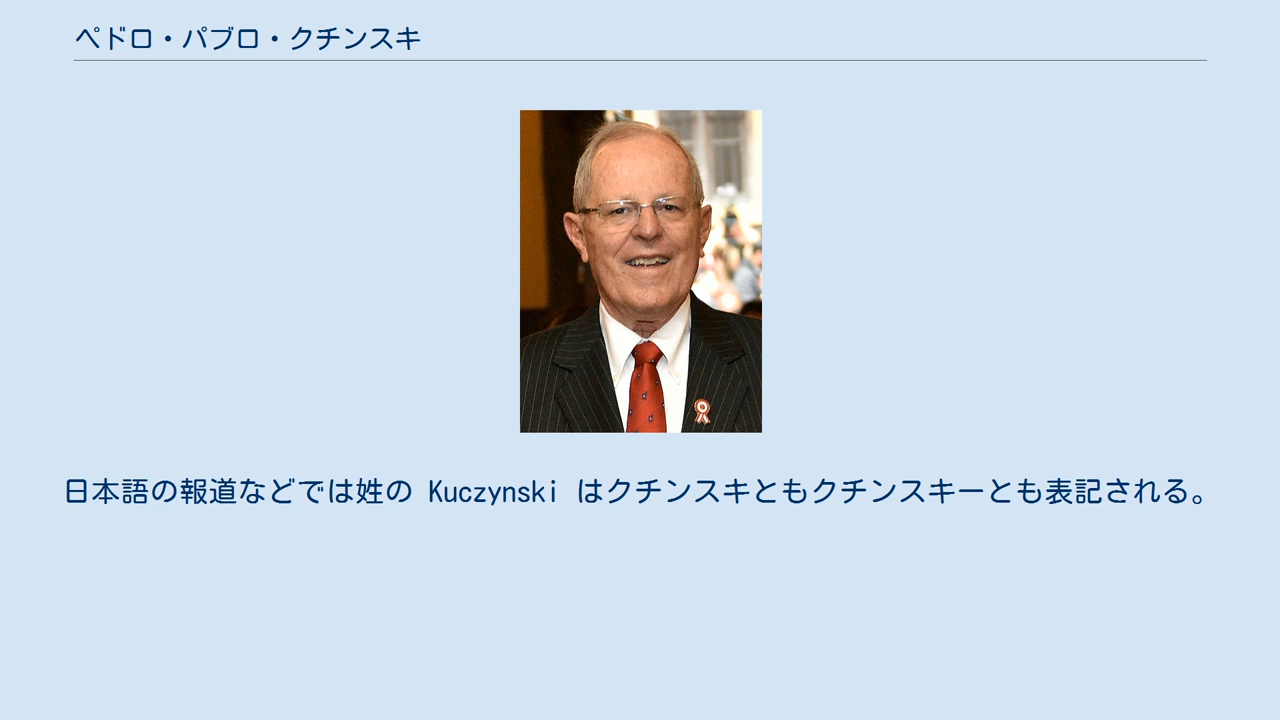 ペドロ・パブロ・クチンスキ
日本語の報道などでは姓の Kuczynski はクチンスキともクチンスキーとも表記される。